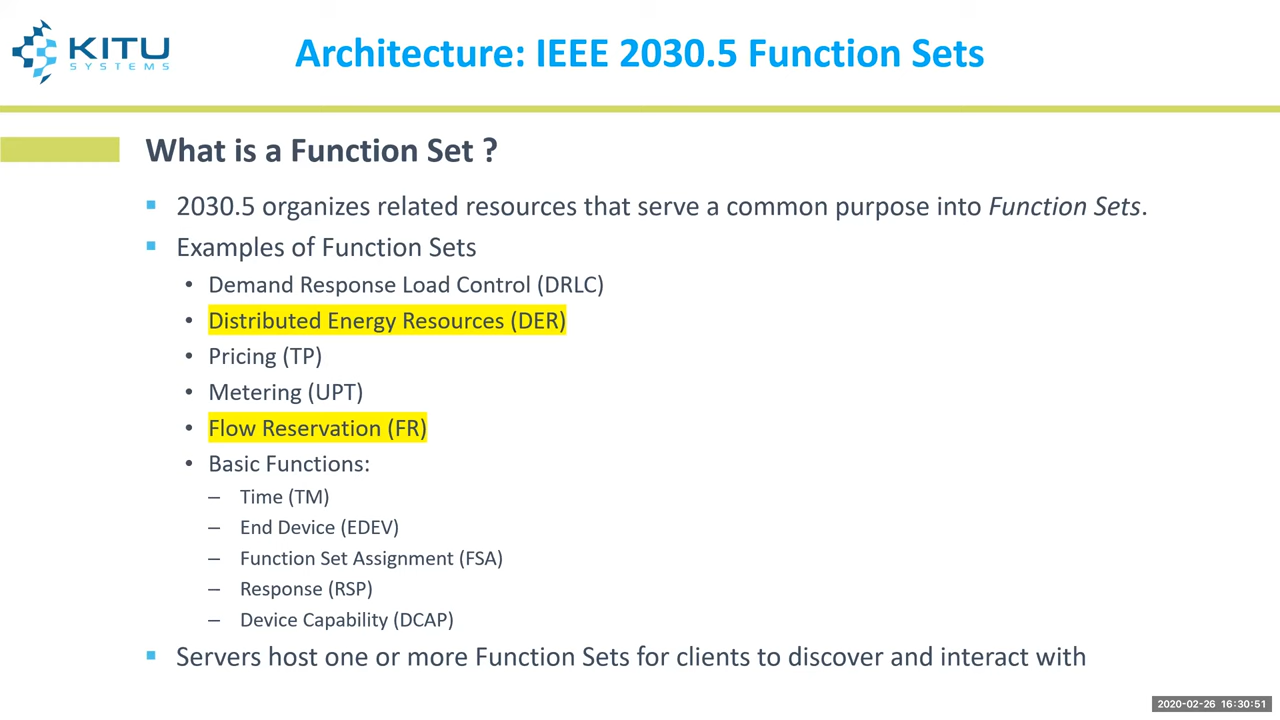 KITU
SYSTEMS
Architecture: IEEE 2030.5 Function Sets
What is a Function Set ?
2030.5 organizes related resources that serve a common purpose into Function Sets.
Examples of Function Sets
Demand Response Load Control (DRLC)
Distributed Energy Resources (DER)
Pricing (TP)
Metering (UPT)
Flow Reservation (FR)
Basic Functions:
Time (TM)
End Device (EDEV)
Function Set Assignment (FSA)
Response (RSP)
Device Capability (DCAP)
Servers host one or more Function Sets for clients to discover and interact with
2020-02-26 16:30:51